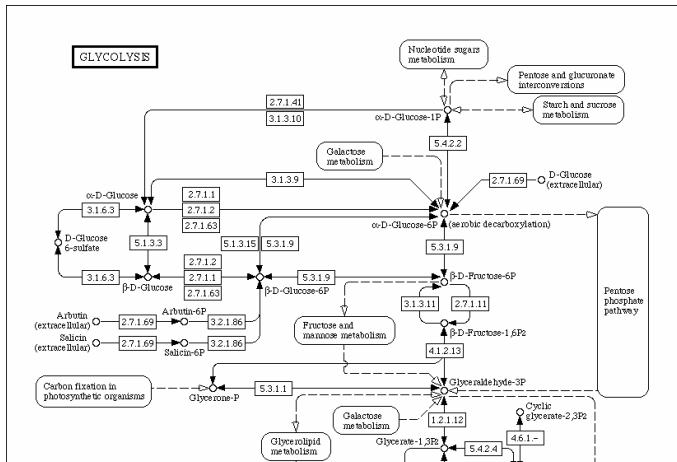 GLYCOLYSIS
Nucleotide sugars
metabolism
Pentose and glucuronate
interconversions
Starch and sucrose
metabolism
2.7.1.41
3.1.3.10
α-D-Glucose-1P
5.4.2.2
Galactose
metabolism
3.1.3.9
2.7.1.69
D-Glucose
(extracellular)
α-D-Glucose
2.7.1.1
3.1.6.3
2.7.1.2
2.7.1.63
α-D-Glucose-6P
(aerobic decarboxylation)
D-Glucose
6-sulfate
5.1.3.3
5.3.1.15
5.3.1.9
5.3.1.9
2.7.1.2
3.1.6.3
2.7.1.1
5.3.1.9
2.7.1.63
β-D-Glucose
β-D-Glucose-6P
β-D-Fructose-6P
Pentose
phosphate
pathway
3.1.3.11
2.7.1.11
Arbutin
(extracellular)
Arbutin-6P
2.7.1.69
3.2.1.86
Salicin
(extracellular)
2.7.1.69
Salicin-6P
3.2.1.86
Fructose and
mannose metabolism
β-D-Fructose-1,6P2
4.1.2.13
Carbon fixation in
photosynthetic organisms
Glycerone-P
5.3.1.1
Glyceraldehyde-3P
Galactose
metabolism
1.2.1.12
Cyclic
glycerate-2,3P2
Glycerolipid
metabolism
Glycerate-1,3P2
4.6.1.-
5.4.2.4